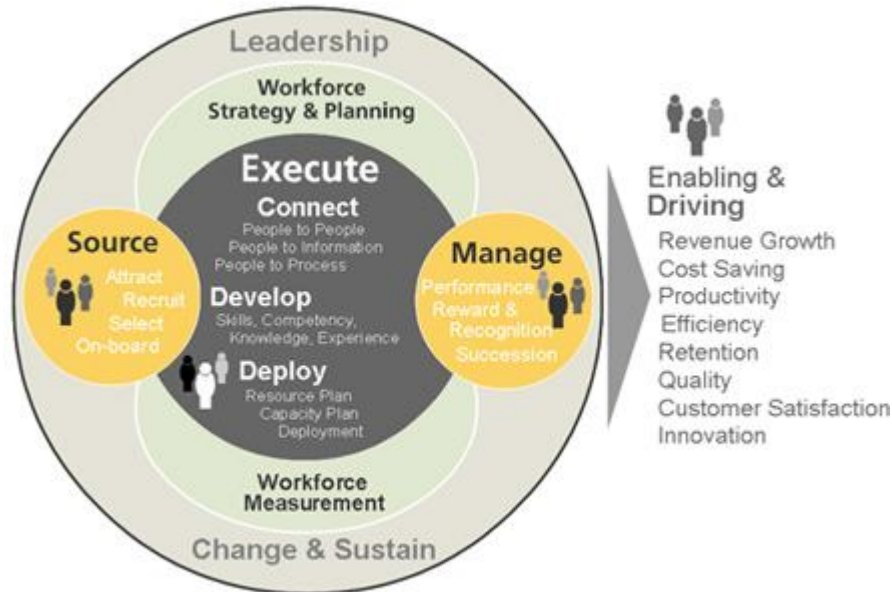 Leadership
Workforce
Strategy & Planning
Execute
Connect
People to People
People to Information
People to Process
Develop
Skills, Competency,
Knowledge, Experience
Deploy
Resource Plan
Capacity Plan
Deployment
Source
Attract
Recruit
Select
On-board
Manage
Performance
Reward &
Recognition
Succession
Workforce
Measurement
Change & Sustain
Enabling &
Driving
Revenue Growth
Cost Saving
Productivity
Efficiency
Retention
Quality
Customer Satisfaction
Innovation